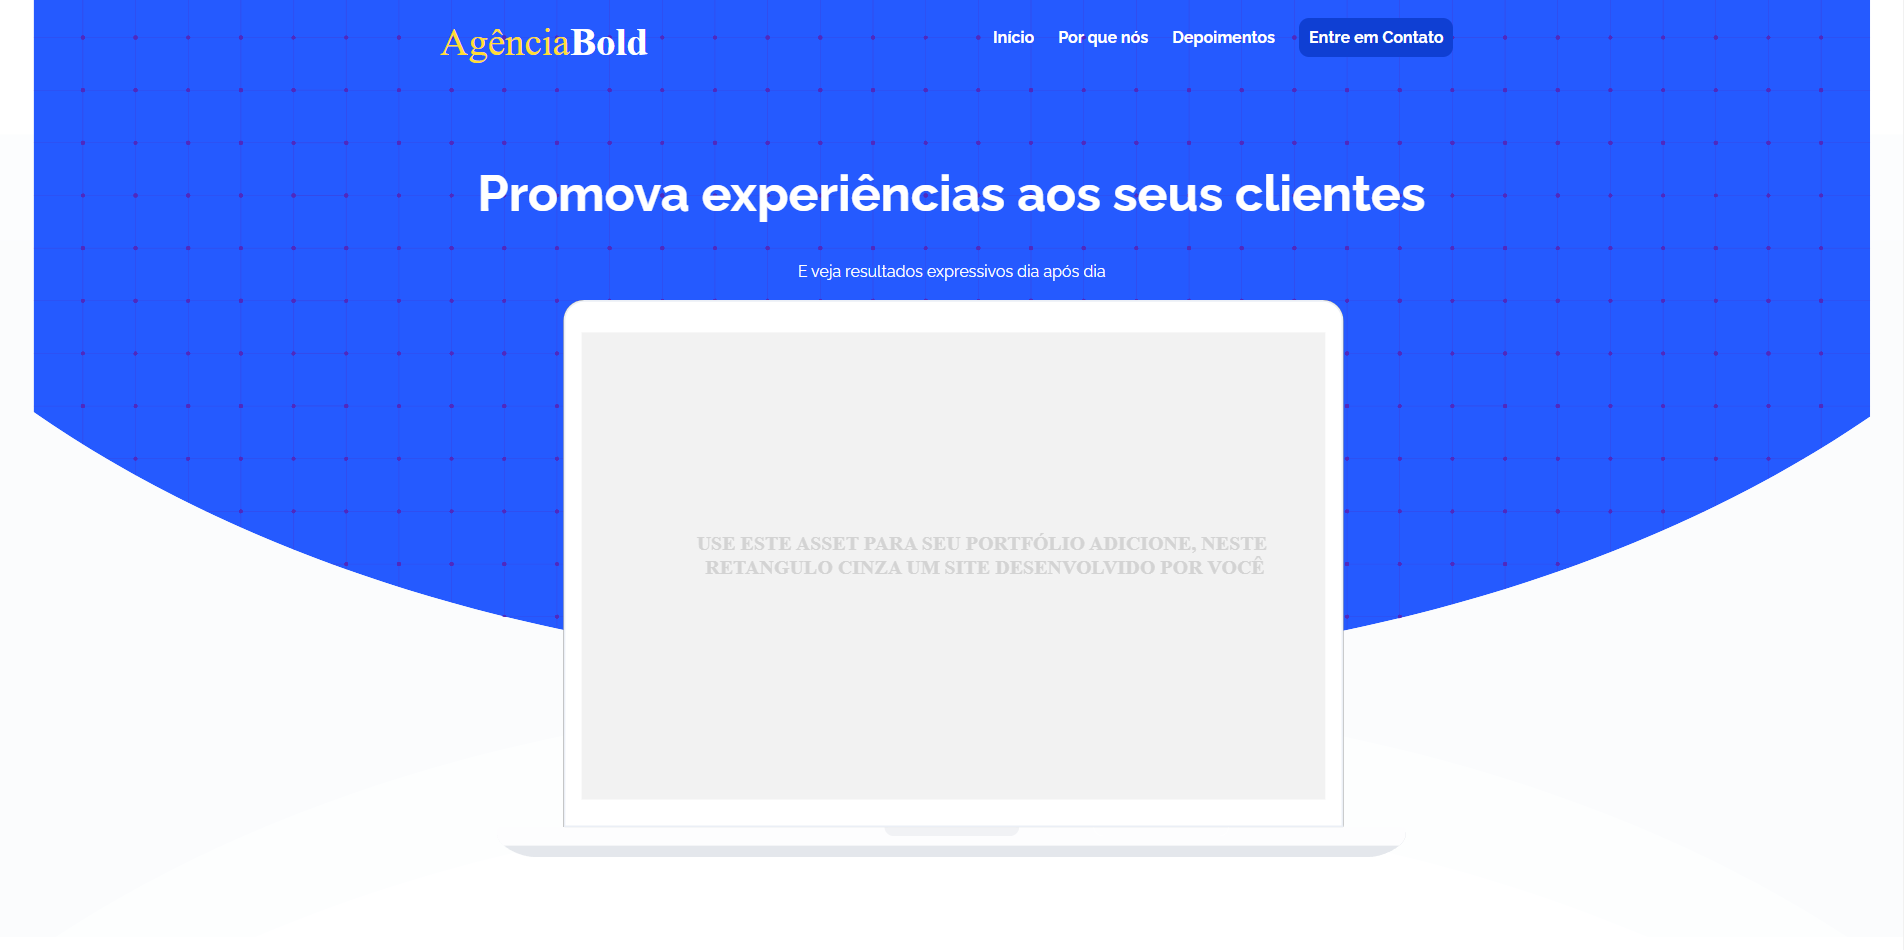 AgênciaBold
Início Por que nós Depoimentos Entre em Contato
Promova experiências aos seus clientes
E veja resultados expressivos dia após dia
USE ESTE ASSET PARA SEU PORTFÓLIO ADICIONE, NESTE
RETANGULO CINZA UM SITE DESENVOLVIDO POR VOCÊ